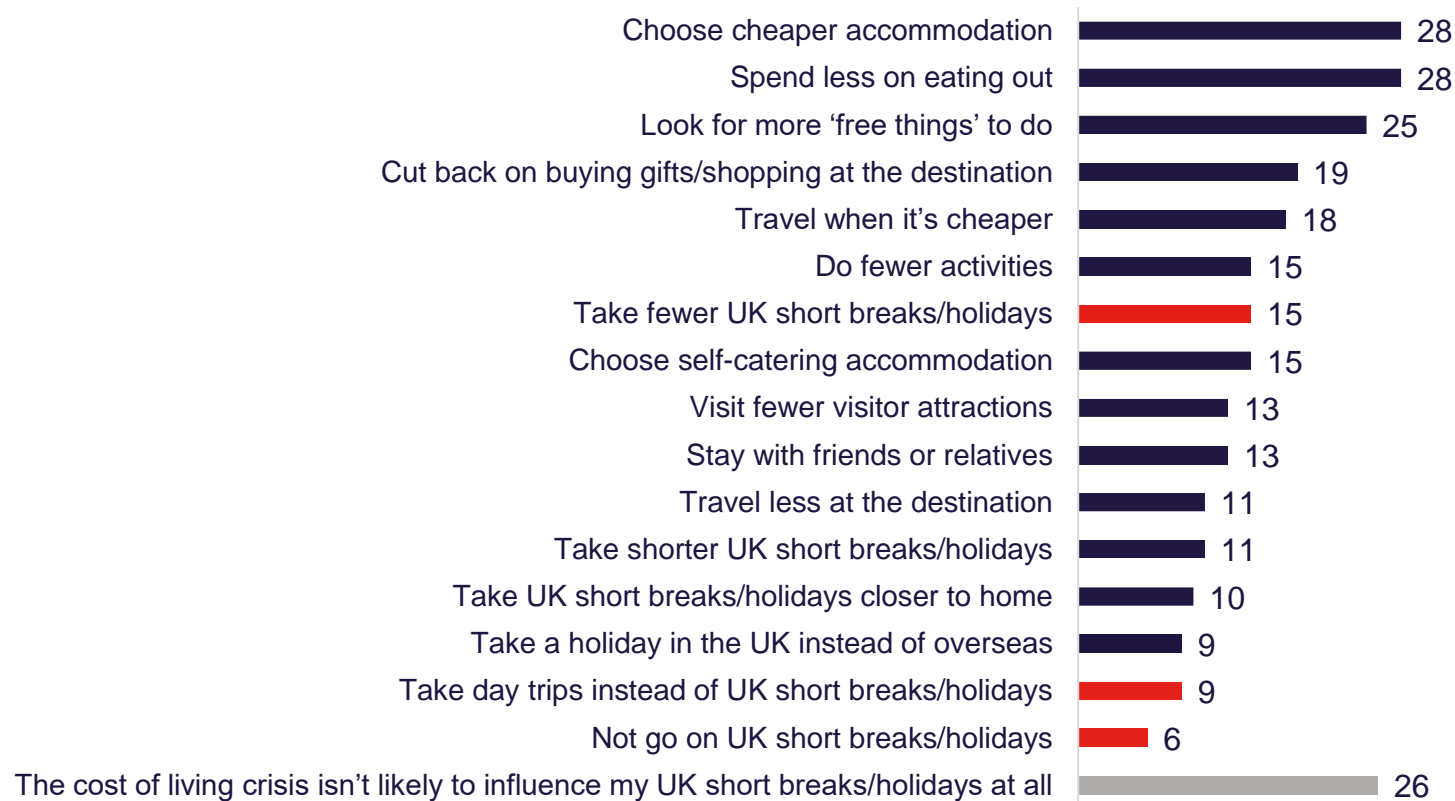 Choose cheaper accommodation 28
Spend less on eating out 28
Look for more ‘free things’ to do 25
Cut back on buying gifts/shopping at the destination 19
Travel when it’s cheaper 18
Do fewer activities 15
Take fewer UK short breaks/holidays 15
Choose self-catering accommodation 15
Visit fewer visitor attractions 13
Stay with friends or relatives 13
Travel less at the destination 11
Take shorter UK short breaks/holidays 11
Take UK short breaks/holidays closer to home 10
Take a holiday in the UK instead of overseas 9
Take day trips instead of UK short breaks/holidays 9
Not go on UK short breaks/holidays 6
The cost of living crisis isn’t likely to influence my UK short breaks/holidays at all 26